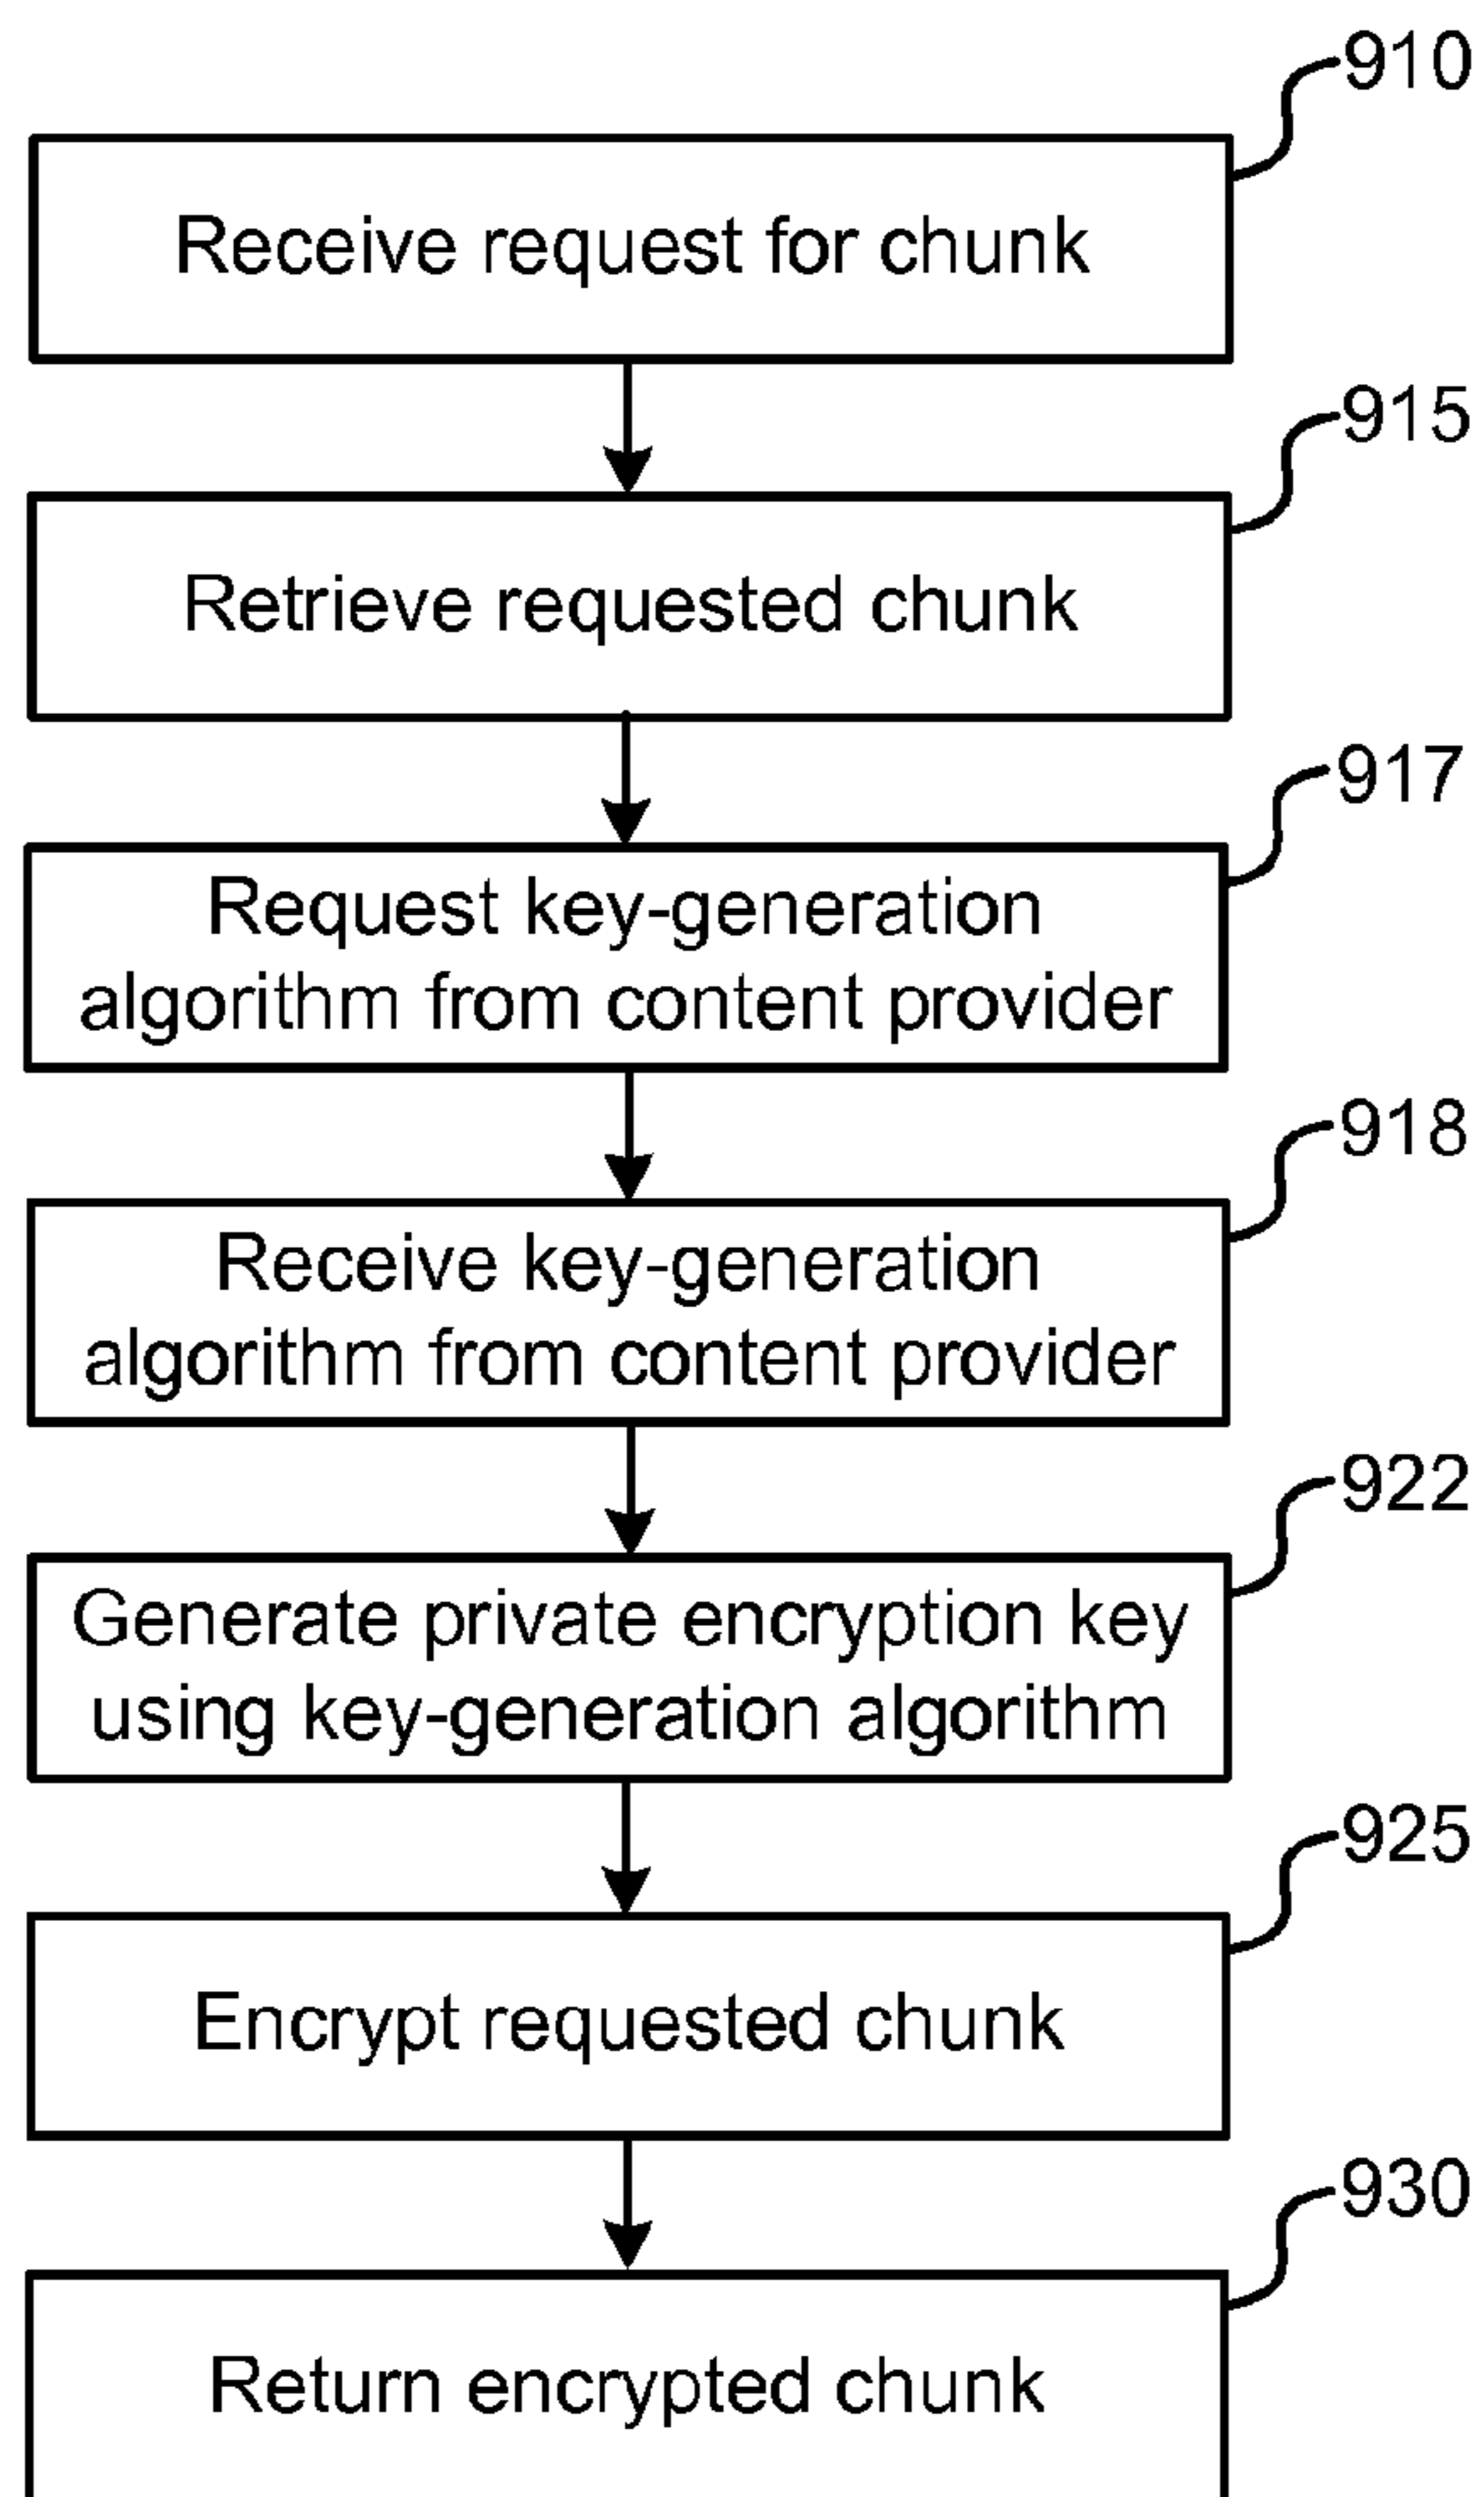 910
Receive request for chunk
915
Retrieve requested chunk
917
Request key-generation
algorithm from content provider
918
Receive key-generation
algorithm from content provider
922
Generate private encryption key
using key-generation algorithm
925
Encrypt requested chunk
930
Return encrypted chunk